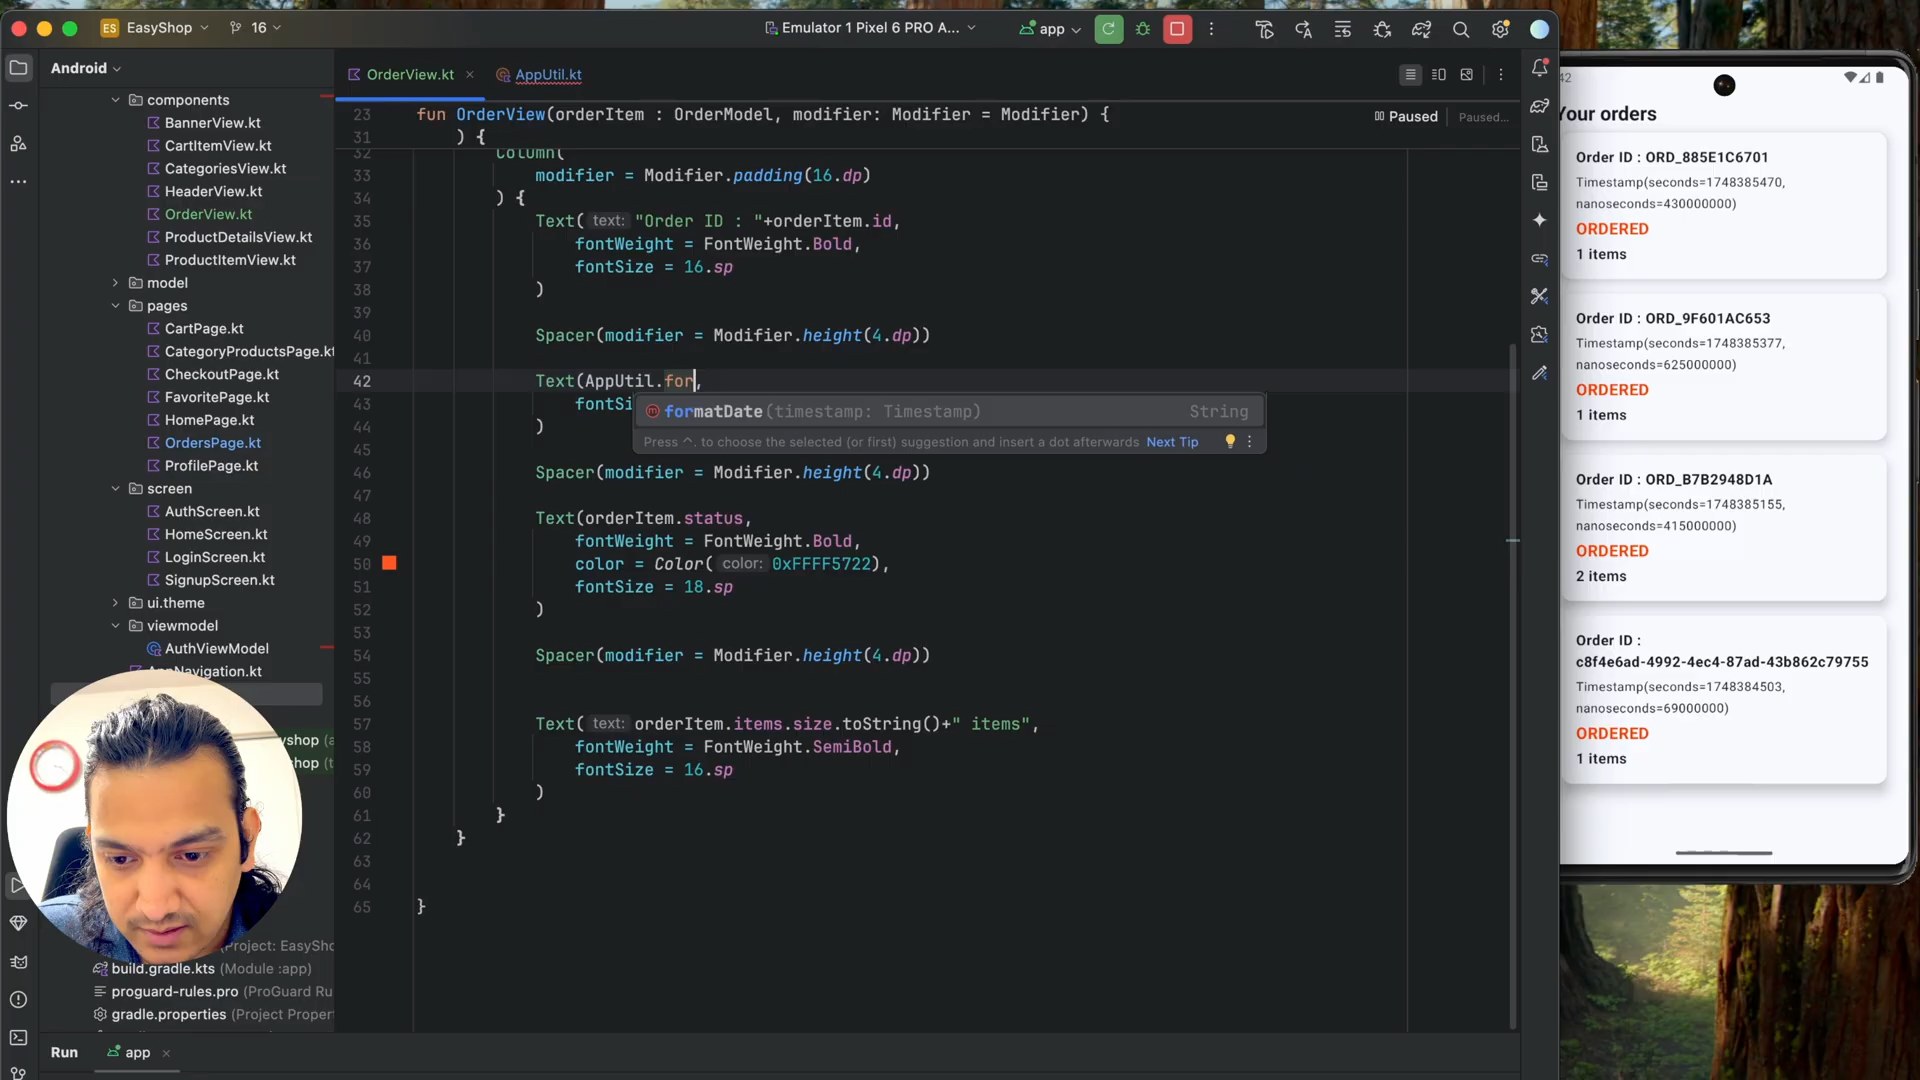 ES EasyShop
16
Emulator 1 Pixel 6 PRO A...
app
Android
OrderView.kt
AppUtil.kt
components
BannerView.kt
CartItemView.kt
CategoriesView.kt
HeaderView.kt
OrderView.kt
ProductDetailsView.kt
ProductItemView.kt
model
pages
CartPage.kt
CategoryProductsPage.kt
CheckoutPage.kt
FavoritePage.kt
HomePage.kt
OrdersPage.kt
ProfilePage.kt
screen
AuthScreen.kt
HomeScreen.kt
LoginScreen.kt
SignupScreen.kt
ui.theme
viewmodel
AuthViewModel
AppNavigation.kt
yshop (a
shop (t
(Project: EasySho
build.gradle.kts (Module :app)
proguard-rules.pro (ProGuard Ru
gradle.properties (Project Proper
Paused
Paused...
23 fun OrderView(orderItem : OrderModel, modifier: Modifier = Modifier) {
31 ) {
32 Column(
33 modifier = Modifier.padding(16.dp)
34 ) {
35 Text( text: "Order ID : "+orderItem.id,
36 fontWeight = FontWeight.Bold,
37 fontSize = 16.sp
38 )
39
40 Spacer(modifier = Modifier.height(4.dp))
41
42 Text(AppUtil.for,
43 fontSi
formatDate(timestamp: Timestamp) String
Press ^. to choose the selected (or first) suggestion and insert a dot afterwards Next Tip
44 )
45
46 Spacer(modifier = Modifier.height(4.dp))
47
48 Text(orderItem.status,
49 fontWeight = FontWeight.Bold,
50 color = Color( color: 0xFFFF5722),
51 fontSize = 18.sp
52 )
53
54 Spacer(modifier = Modifier.height(4.dp))
55
56
57 Text( text: orderItem.items.size.toString()+" items",
58 fontWeight = FontWeight.SemiBold,
59 fontSize = 16.sp
60 )
61 }
62 }
63
64
65 }
Run
app
42
Your orders
Order ID : ORD_885E1C6701
Timestamp(seconds=1748385470,
nanoseconds=430000000)
ORDERED
1 items
Order ID : ORD_9F601AC653
Timestamp(seconds=1748385377,
nanoseconds=625000000)
ORDERED
1 items
Order ID : ORD_B7B2948D1A
Timestamp(seconds=1748385155,
nanoseconds=415000000)
ORDERED
2 items
Order ID :
c8f4e6ad-4992-4ec4-87ad-43b862c79755
Timestamp(seconds=1748384503,
nanoseconds=69000000)
ORDERED
1 items